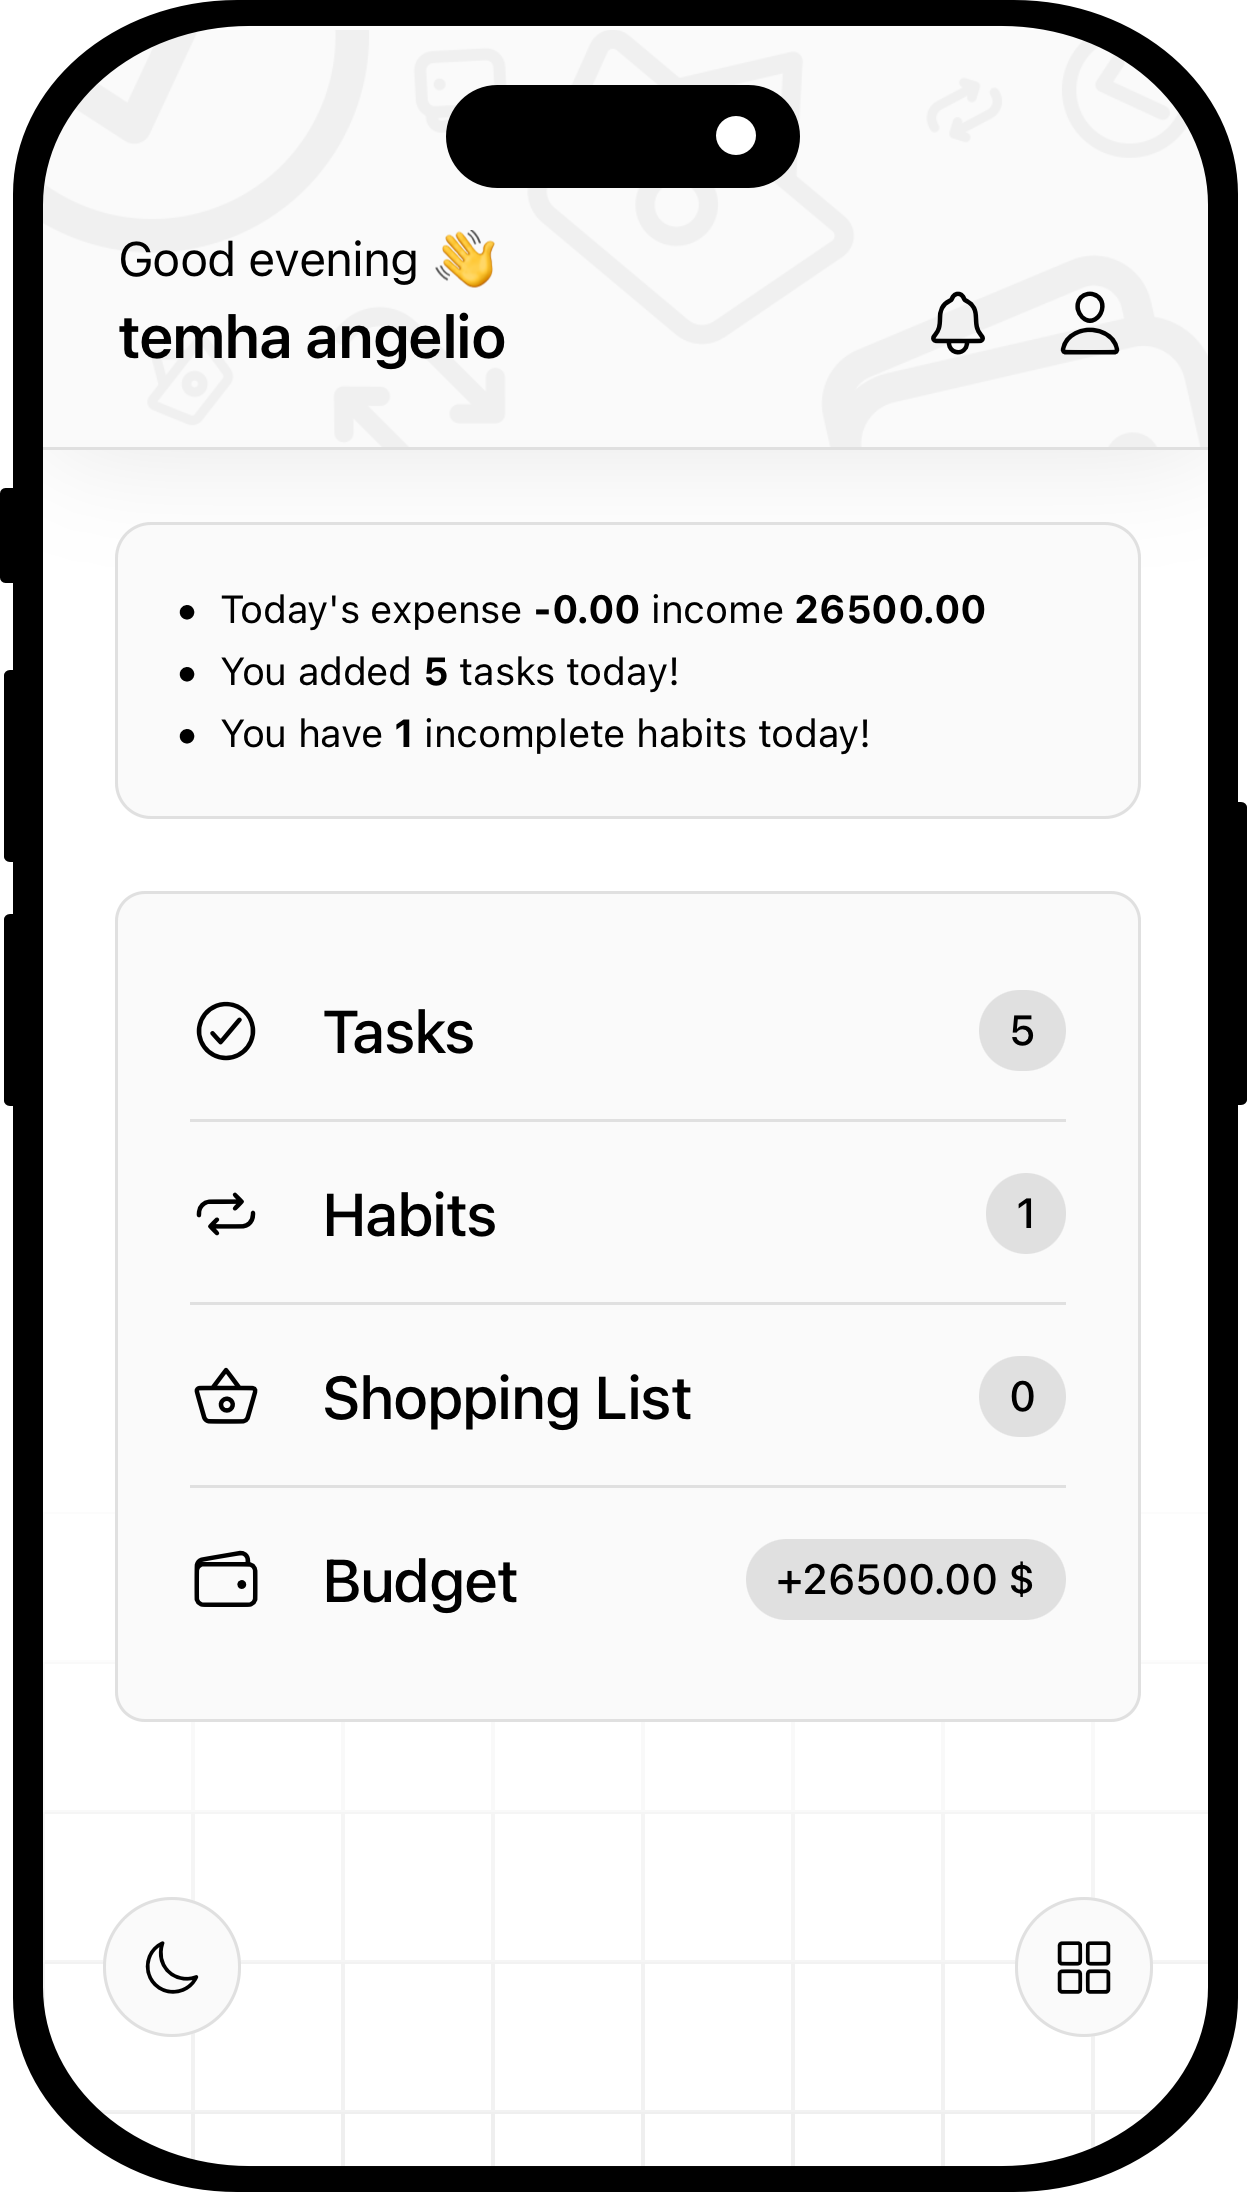 Good evening 👋
temha angelio
• Today's expense -0.00 income 26500.00
• You added 5 tasks today!
• You have 1 incomplete habits today!
Tasks 5
Habits 1
Shopping List 0
Budget +26500.00 $